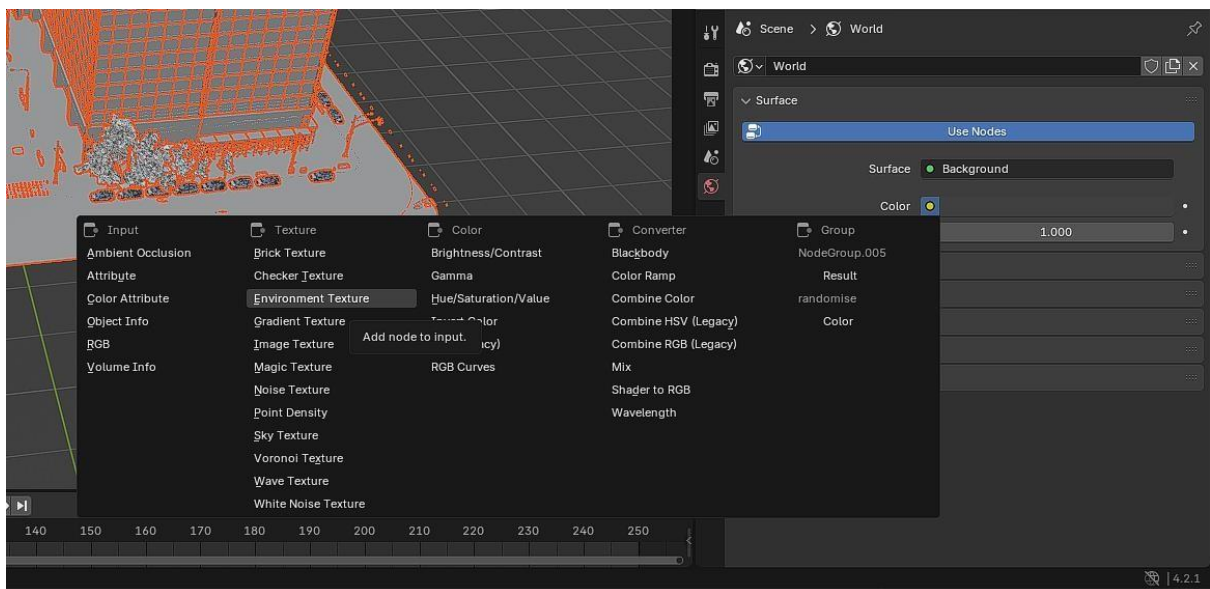 Scene > World
World
Surface
Use Nodes
Surface Background
Color
1.000
Input
Ambient Occlusion
Attribute
Color Attribute
Object Info
RGB
Volume Info
Texture
Brick Texture
Checker Texture
Environment Texture
Gradient Texture
Image Texture
Magic Texture
Noise Texture
Point Density
Sky Texture
Voronoi Texture
Wave Texture
White Noise Texture
Color
Brightness/Contrast
Gamma
Hue/Saturation/Value
Color
RGB Curves
Add node to input.
Converter
Blackbody
Color Ramp
Combine Color
Combine HSV (Legacy)
Combine RGB (Legacy)
Mix
Shader to RGB
Wavelength
Group
NodeGroup.005
Result
randomise
Color
140 150 160 170 180 190 200 210 220 230 240 250
4.2.1